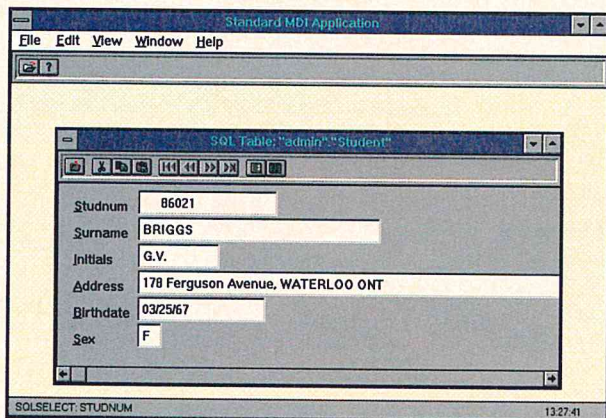 Standard MDI Application
File Edit View Window Help
?
SQL Table: "admin"."Student"
Studnum 86021
Surname BRIGGS
Initials G.V.
Address 178 Ferguson Avenue, WATERLOO ONT
Birthdate 03/25/67
Sex F
SQLSELECT: STUDNUM 13:27:41